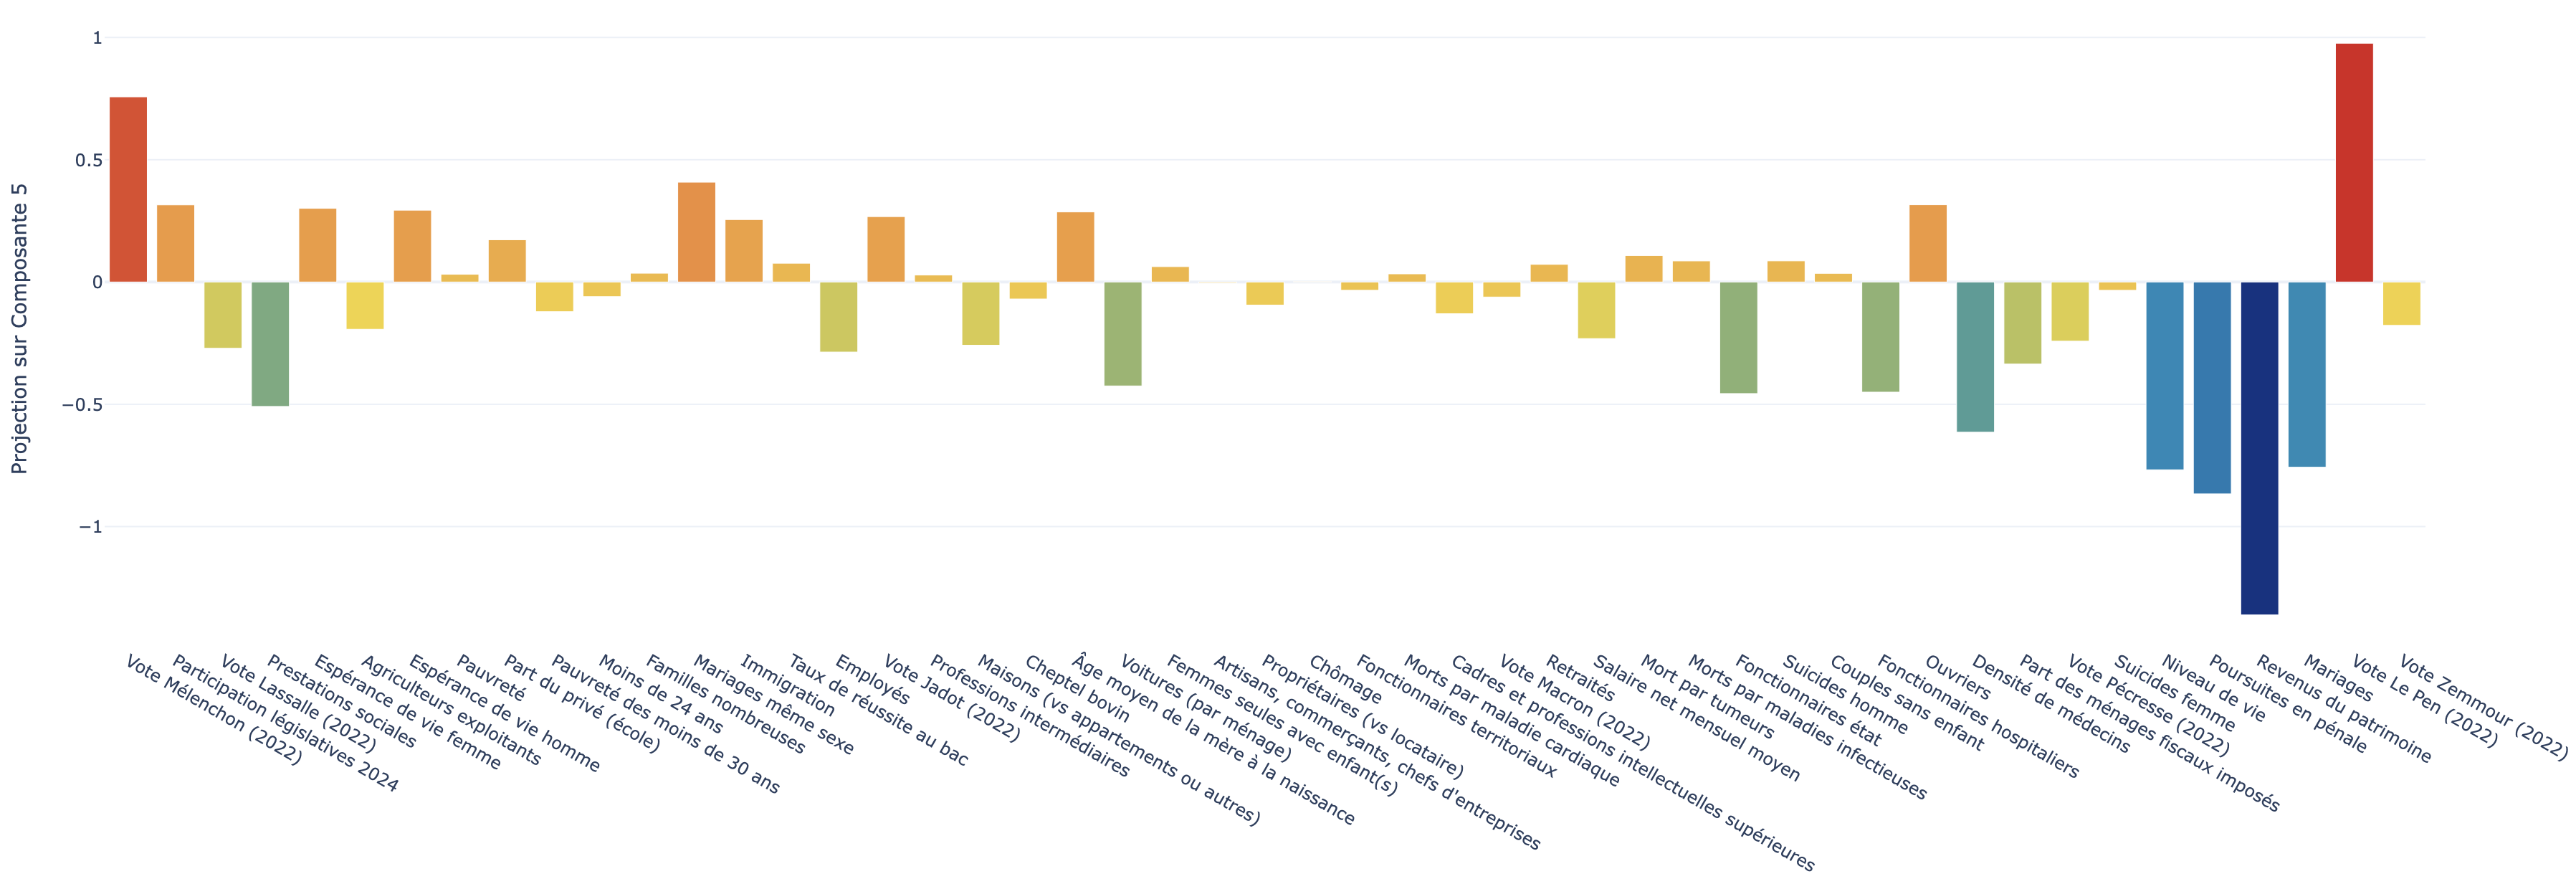 Projection sur Composante 5
1
0.5
0
−0.5
−1
Vote Mélenchon (2022)
Participation législatives 2024
Vote Lassalle (2022)
Prestations sociales
Espérance de vie femme
Agriculteurs exploitants
Espérance de vie homme
Pauvreté
Part du privé (école)
Pauvreté des moins de 30 ans
Moins de 24 ans
Familles nombreuses
Mariages même sexe
Immigration
Taux de réussite au bac
Employés
Vote Jadot (2022)
Professions intermédiaires
Maisons (vs appartements ou autres)
Cheptel bovin
Âge moyen de la mère à la naissance
Voitures (par ménage)
Femmes seules avec enfant(s)
Artisans, commerçants, chefs d'entreprises
Propriétaires (vs locataire)
Chômage
Fonctionnaires territoriaux
Morts par maladie cardiaque
Cadres et professions intellectuelles supérieures
Vote Macron (2022)
Retraités
Salaire net mensuel moyen
Mort par tumeurs
Morts par maladies infectieuses
Fonctionnaires état
Suicides homme
Couples sans enfant
Fonctionnaires hospitaliers
Ouvriers
Densité de médecins
Part des ménages fiscaux imposés
Vote Pécresse (2022)
Suicides femme
Niveau de vie
Poursuites en pénale
Revenus du patrimoine
Mariages
Vote Le Pen (2022)
Vote Zemmour (2022)